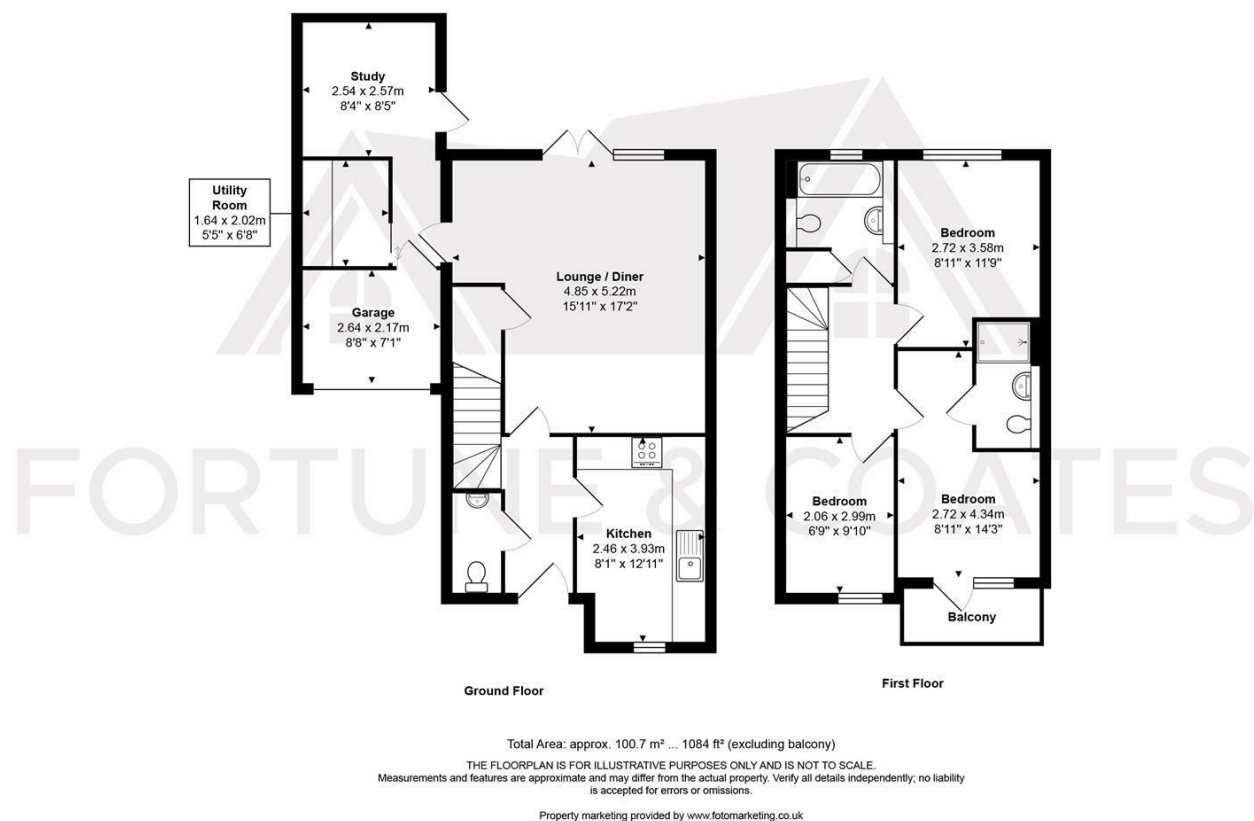 Study
2.54 x 2.57m
8'4" x 8'5"
Utility
Room
1.64 x 2.02m
5'5" x 6'8"
Garage
2.64 x 2.17m
8'8" x 7'1"
Lounge / Diner
4.85 x 5.22m
15'11" x 17'2"
Kitchen
2.46 x 3.93m
8'1" x 12'11"
Ground Floor
Bedroom
2.72 x 3.58m
8'11" x 11'9"
Bedroom
2.06 x 2.99m
6'9" x 9'10"
Bedroom
2.72 x 4.34m
8'11" x 14'3"
Balcony
First Floor
FORTUNE & COATES
Total Area: approx. 100.7 m² ... 1084 ft² (excluding balcony)
THE FLOORPLAN IS FOR ILLUSTRATIVE PURPOSES ONLY AND IS NOT TO SCALE.
Measurements and features are approximate and may differ from the actual property. Verify all details independently; no liability
is accepted for errors or omissions.
Property marketing provided by www.fotomarketing.co.uk